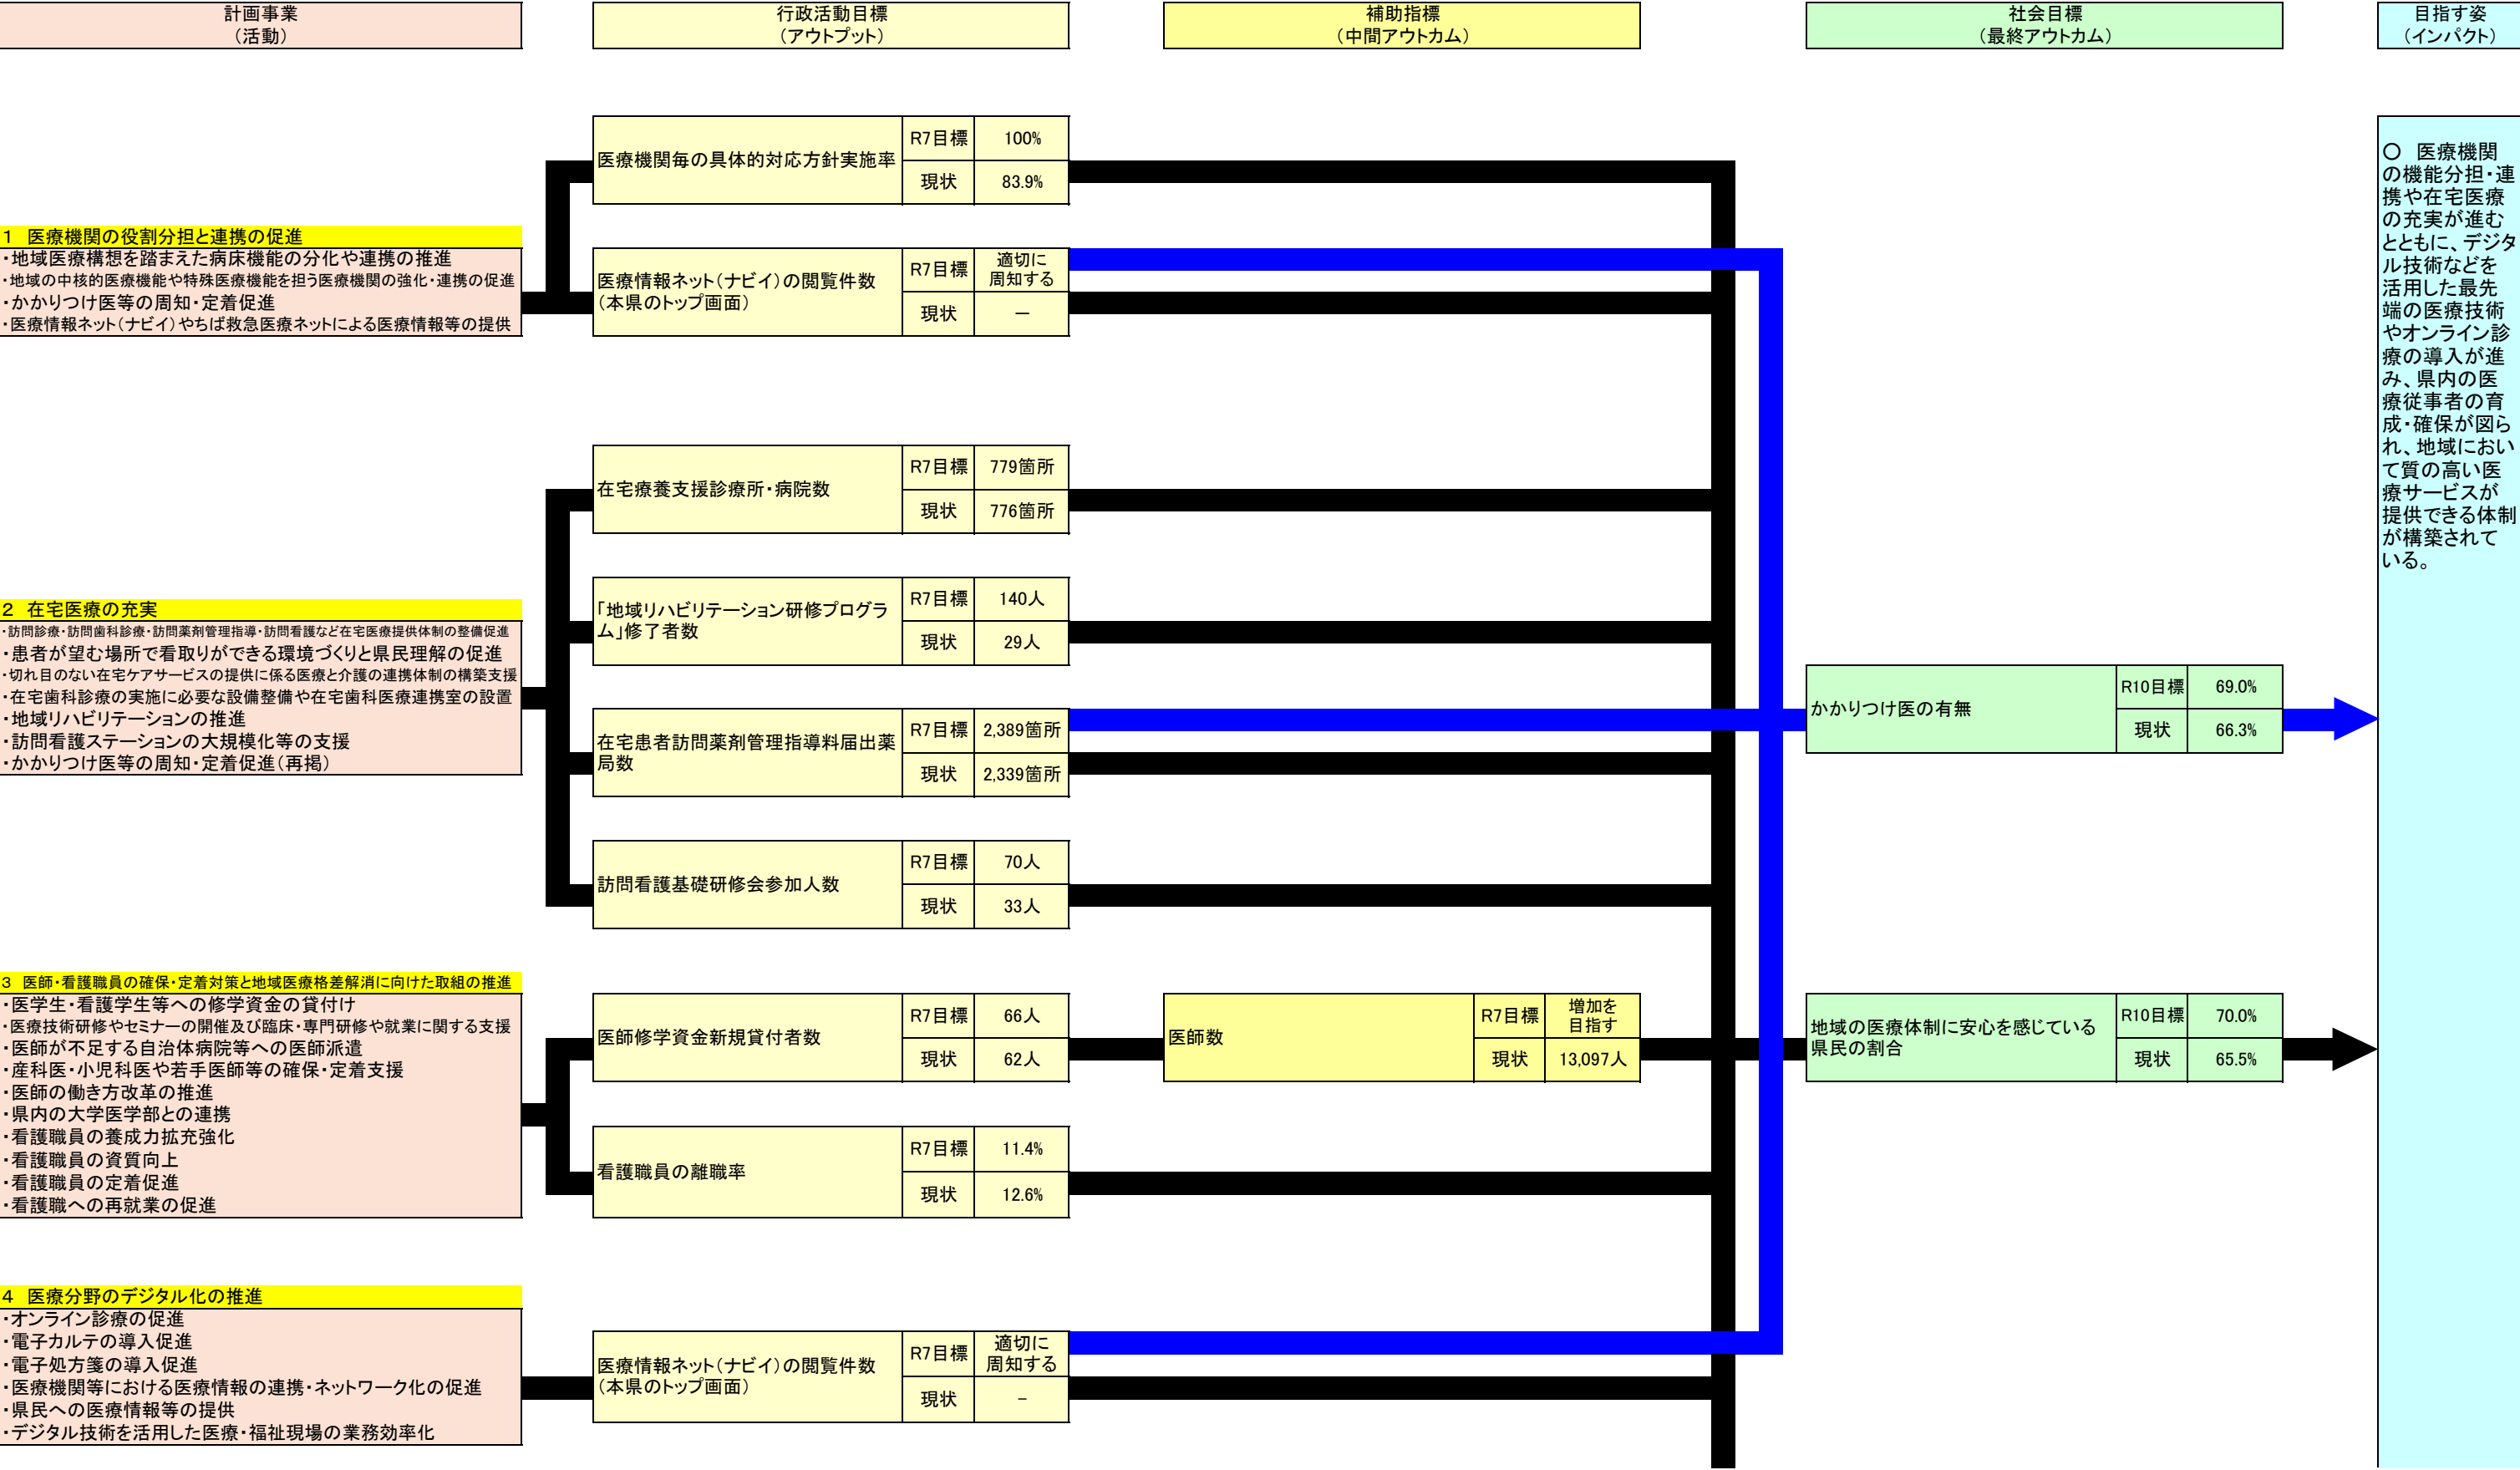 計画事業
（活動）
行政活動目標
（アウトプット）
補助指標
（中間アウトカム）
社会目標
（最終アウトカム）
目指す姿
（インパクト）
1　医療機関の役割分担と連携の促進
・地域医療構想を踏まえた病床機能の分化や連携の推進
・地域の中核的医療機能や特殊医療機能を担う医療機関の強化・連携の促進
・かかりつけ医等の周知・定着促進
・医療情報ネット（ナビイ）やちば救急医療ネットによる医療情報等の提供
医療機関毎の具体的対応方針実施率
R7目標
100%
現状
83.9%
医療情報ネット（ナビイ）の閲覧件数
（本県のトップ画面）
R7目標
適切に
周知する
現状
－
2　在宅医療の充実
・訪問診療・訪問歯科診療・訪問薬剤管理指導・訪問看護など在宅医療提供体制の整備促進
・患者が望む場所で看取りができる環境づくりと県民理解の促進
・切れ目のない在宅ケアサービスの提供に係る医療と介護の連携体制の構築支援
・在宅歯科診療の実施に必要な設備整備や在宅歯科医療連携室の設置
・地域リハビリテーションの推進
・訪問看護ステーションの大規模化等の支援
・かかりつけ医等の周知・定着促進（再掲）
在宅療養支援診療所・病院数
R7目標
779箇所
現状
776箇所
「地域リハビリテーション研修プログラ
ム」修了者数
R7目標
140人
現状
29人
在宅患者訪問薬剤管理指導料届出薬
局数
R7目標
2,389箇所
現状
2,339箇所
訪問看護基礎研修会参加人数
R7目標
70人
現状
33人
かかりつけ医の有無
R10目標
69.0%
現状
66.3%
3　医師・看護職員の確保・定着対策と地域医療格差解消に向けた取組の推進
・医学生・看護学生等への修学資金の貸付け
・医療技術研修やセミナーの開催及び臨床・専門研修や就業に関する支援
・医師が不足する自治体病院等への医師派遣
・産科医・小児科医や若手医師等の確保・定着支援
・医師の働き方改革の推進
・県内の大学医学部との連携
・看護職員の養成力拡充強化
・看護職員の資質向上
・看護職員の定着促進
・看護職への再就業の促進
医師修学資金新規貸付者数
R7目標
66人
現状
62人
看護職員の離職率
R7目標
11.4%
現状
12.6%
医師数
R7目標
増加を
目指す
現状
13,097人
地域の医療体制に安心を感じている
県民の割合
R10目標
70.0%
現状
65.5%
4　医療分野のデジタル化の推進
・オンライン診療の促進
・電子カルテの導入促進
・電子処方箋の導入促進
・医療機関等における医療情報の連携・ネットワーク化の促進
・県民への医療情報等の提供
・デジタル技術を活用した医療・福祉現場の業務効率化
医療情報ネット（ナビイ）の閲覧件数
（本県のトップ画面）
R7目標
適切に
周知する
現状
-
○　医療機関
の機能分担・連
携や在宅医療
の充実が進む
とともに、デジタ
ル技術などを
活用した最先
端の医療技術
やオンライン診
療の導入が進
み、県内の医
療従事者の育
成・確保が図ら
れ、地域におい
て質の高い医
療サービスが
提供できる体制
が構築されて
いる。